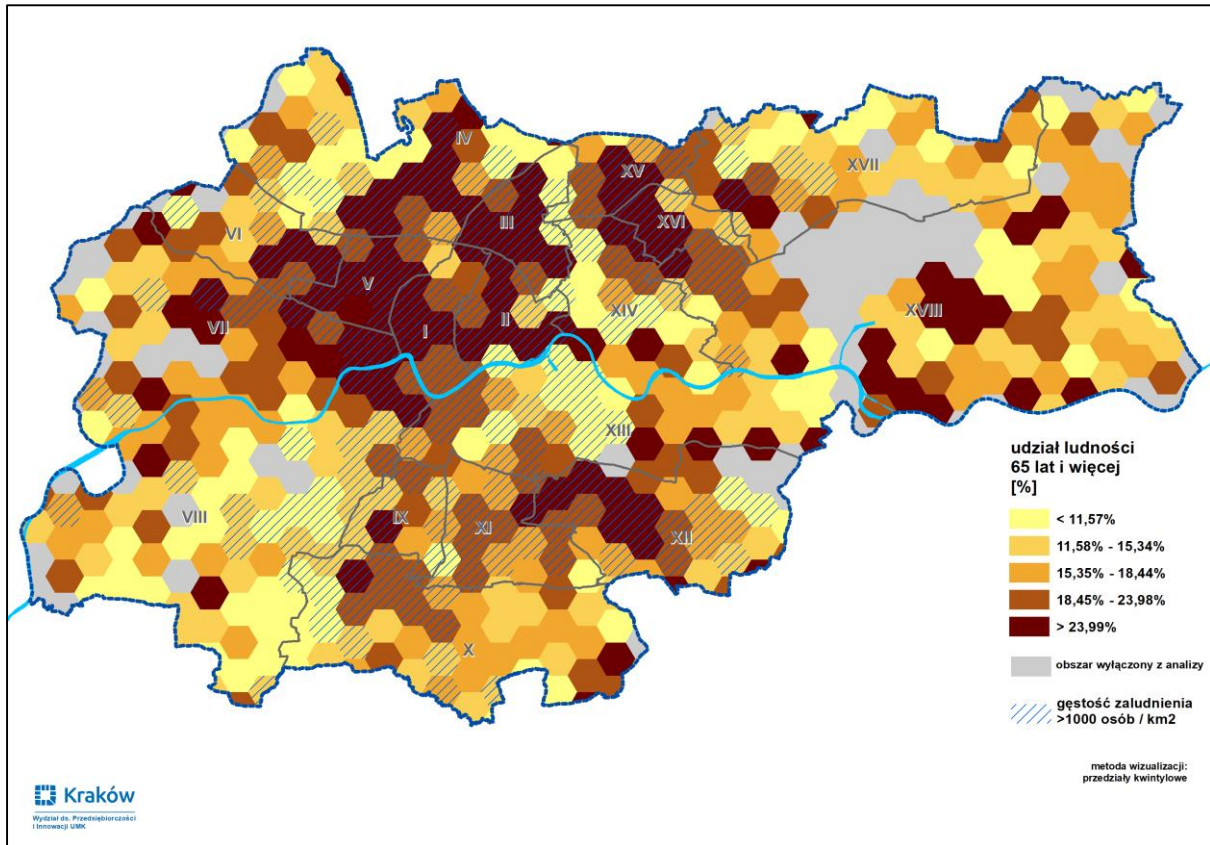 IV
XV
XVII
III
XVI
VI
V
XIV
XVIII
VII
I
II
XIII
VIII
IX
XI
XII
X
udział ludności
65 lat i więcej
[%]
< 11,57%
11,58% - 15,34%
15,35% - 18,44%
18,45% - 23,98%
> 23,99%
obszar wyłączony z analizy
gęstość zaludnienia
>1000 osób / km2
metoda wizualizacji:
przedziały kwintylowe
Kraków
Wydział ds. Przedsiębiorczości
i Innowacji UMK